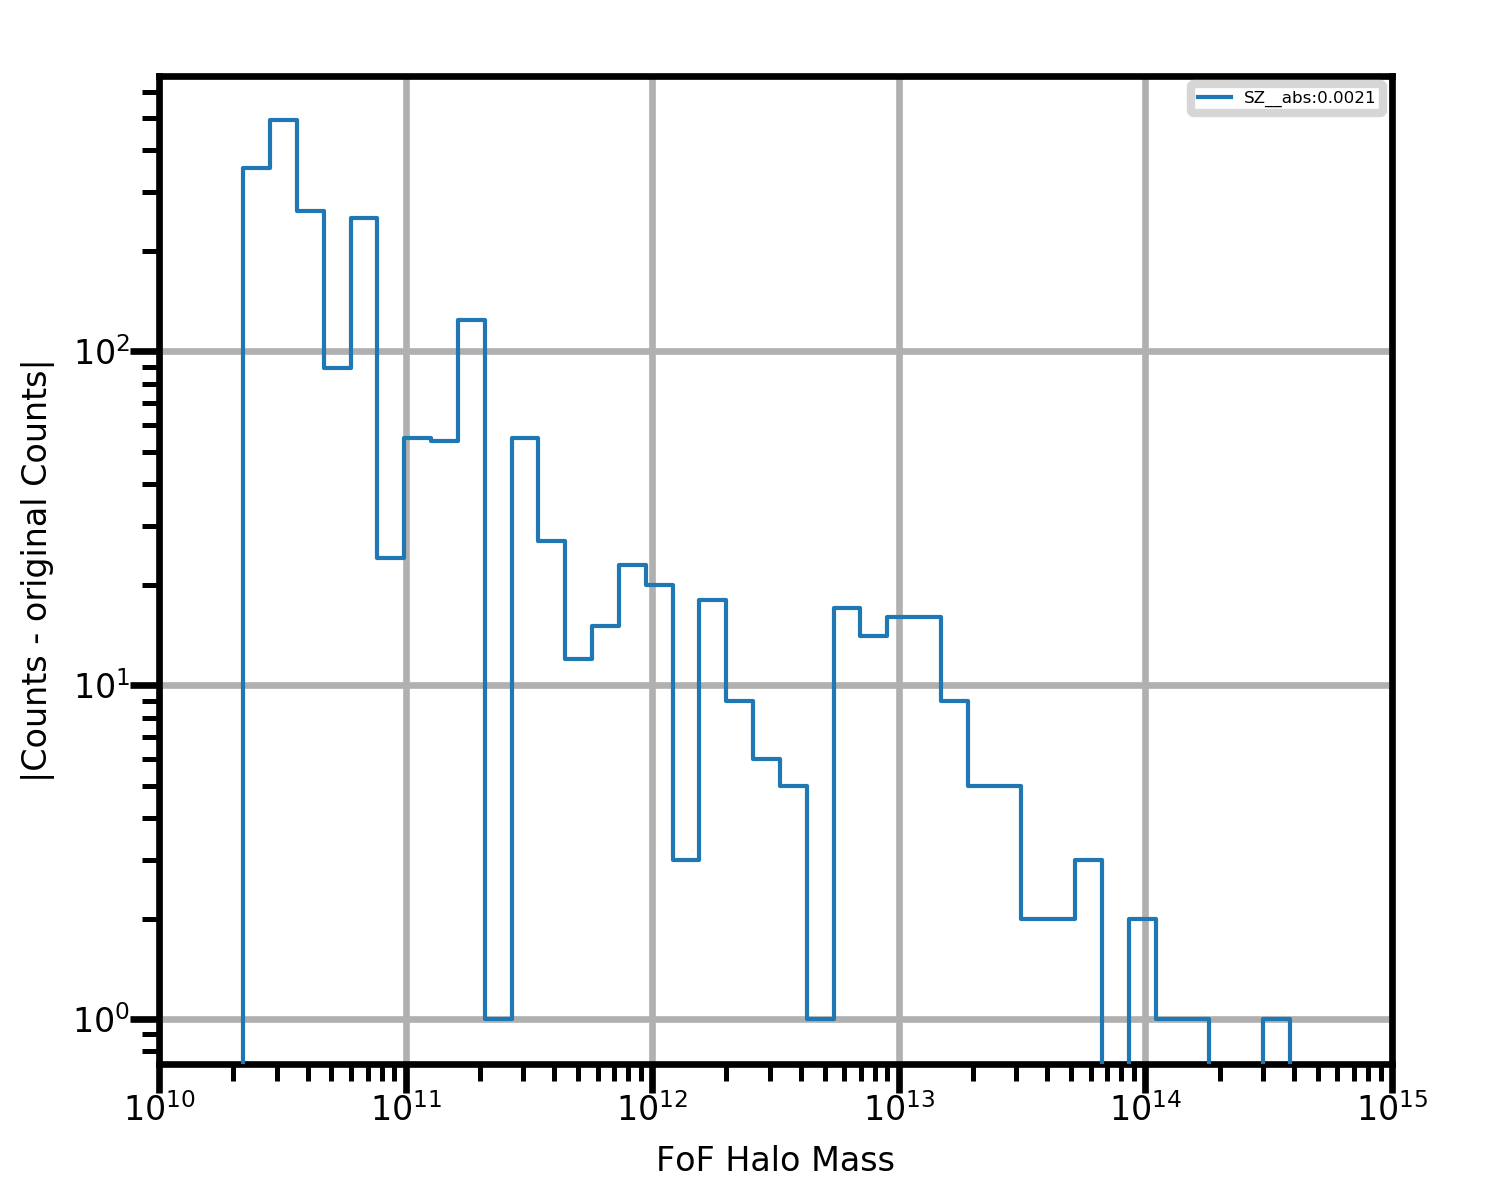 SZ__abs:0.0021
|Counts - original Counts|
10²
10¹
10⁰
10¹⁰ 10¹¹ 10¹² 10¹³ 10¹⁴ 10¹⁵
FoF Halo Mass